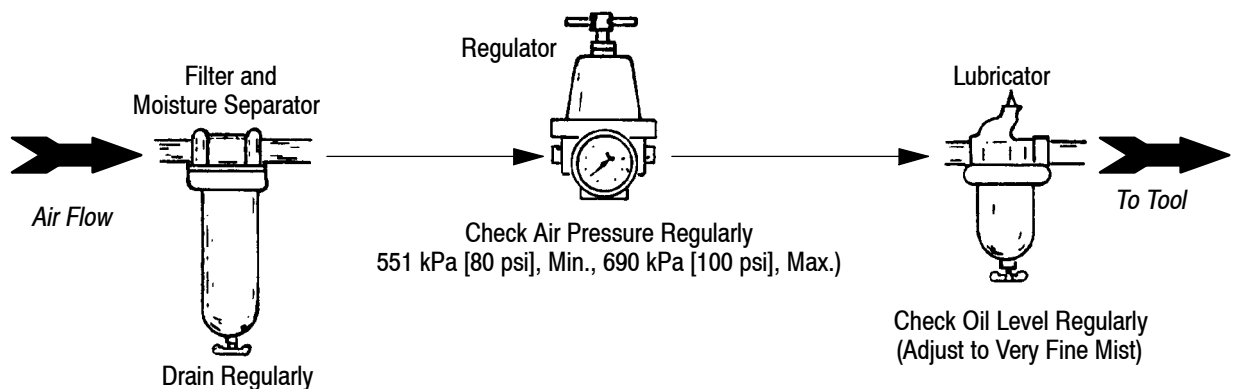 Filter and
Moisture Separator
Air Flow
Drain Regularly
Regulator
Check Air Pressure Regularly
551 kPa [80 psi], Min., 690 kPa [100 psi], Max.)
Lubricator
To Tool
Check Oil Level Regularly
(Adjust to Very Fine Mist)